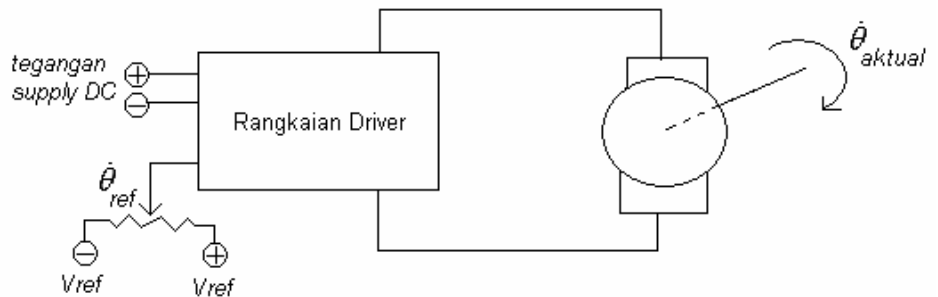 tegangan
supply DC
+
−
Rangkaian Driver
θ̇ aktual
θ̇ ref
−
+
Vref
Vref